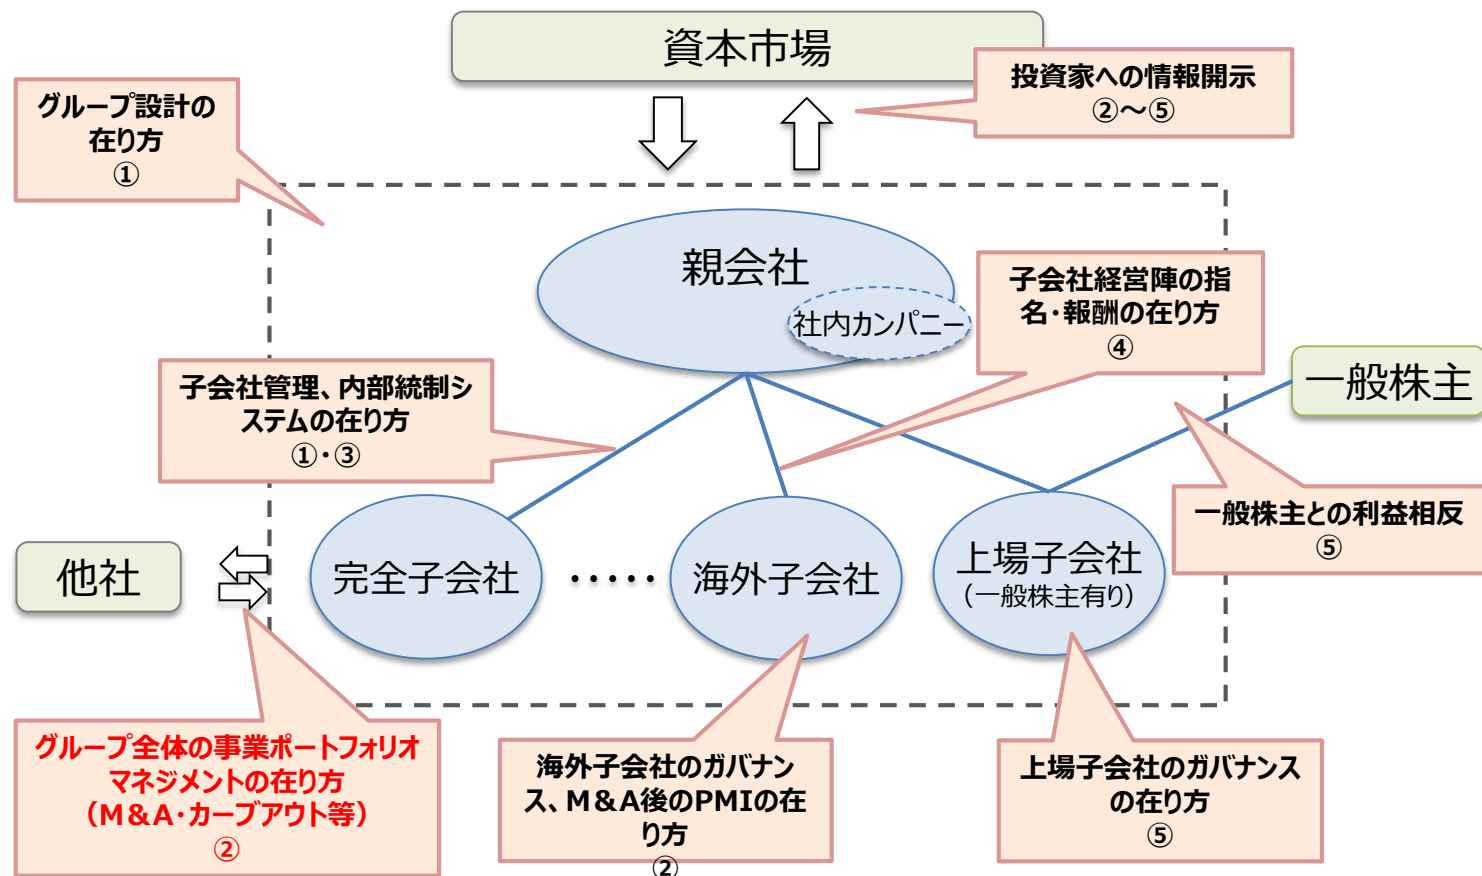 資本市場
投資家への情報開示
②～⑤
グループ設計の
在り方
①
親会社
社内カンパニー
子会社経営陣の指
名・報酬の在り方
④
子会社管理、内部統制シ
ステムの在り方
①・③
一般株主
一般株主との利益相反
⑤
他社
完全子会社
・・・・・
海外子会社
上場子会社
（一般株主有り）
グループ全体の事業ポートフォリオ
マネジメントの在り方
（M＆A・カーブアウト等）
②
海外子会社のガバナン
ス、M＆A後のPMIの在
り方
②
上場子会社のガバナンス
の在り方
⑤